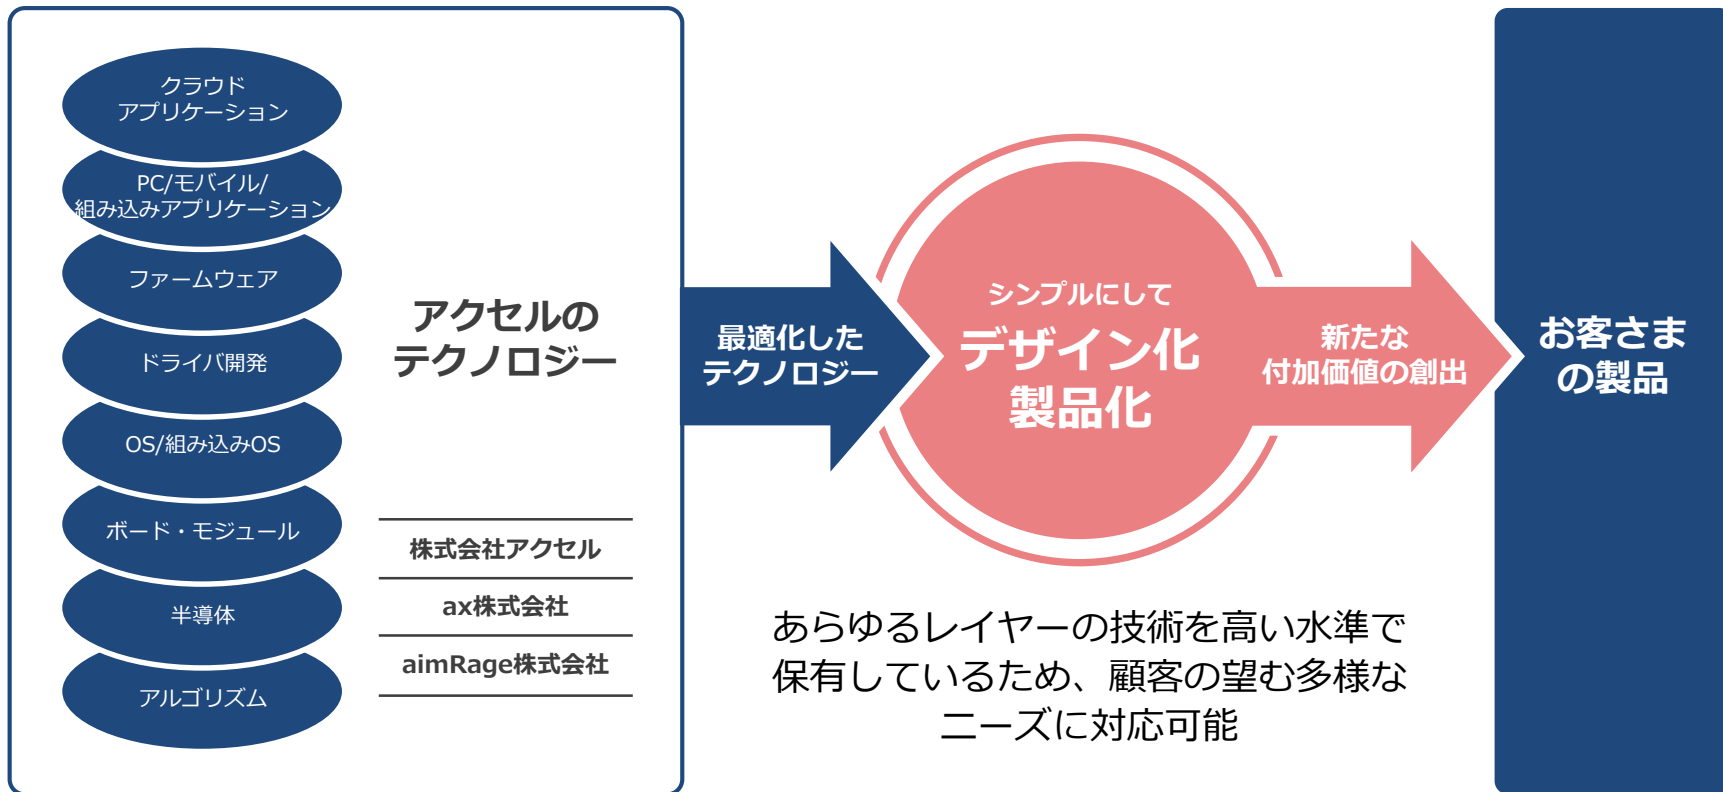 クラウド
アプリケーション
PC/モバイル/
組み込みアプリケーション
ファームウェア
ドライバ開発
OS/組み込みOS
ボード・モジュール
半導体
アルゴリズム
アクセルの
テクノロジー
株式会社アクセル
ax株式会社
aimRage株式会社
最適化した
テクノロジー
シンプルにして
デザイン化
製品化
新たな
付加価値の創出
お客さま
の製品
あらゆるレイヤーの技術を高い水準で
保有しているため、顧客の望む多様な
ニーズに対応可能